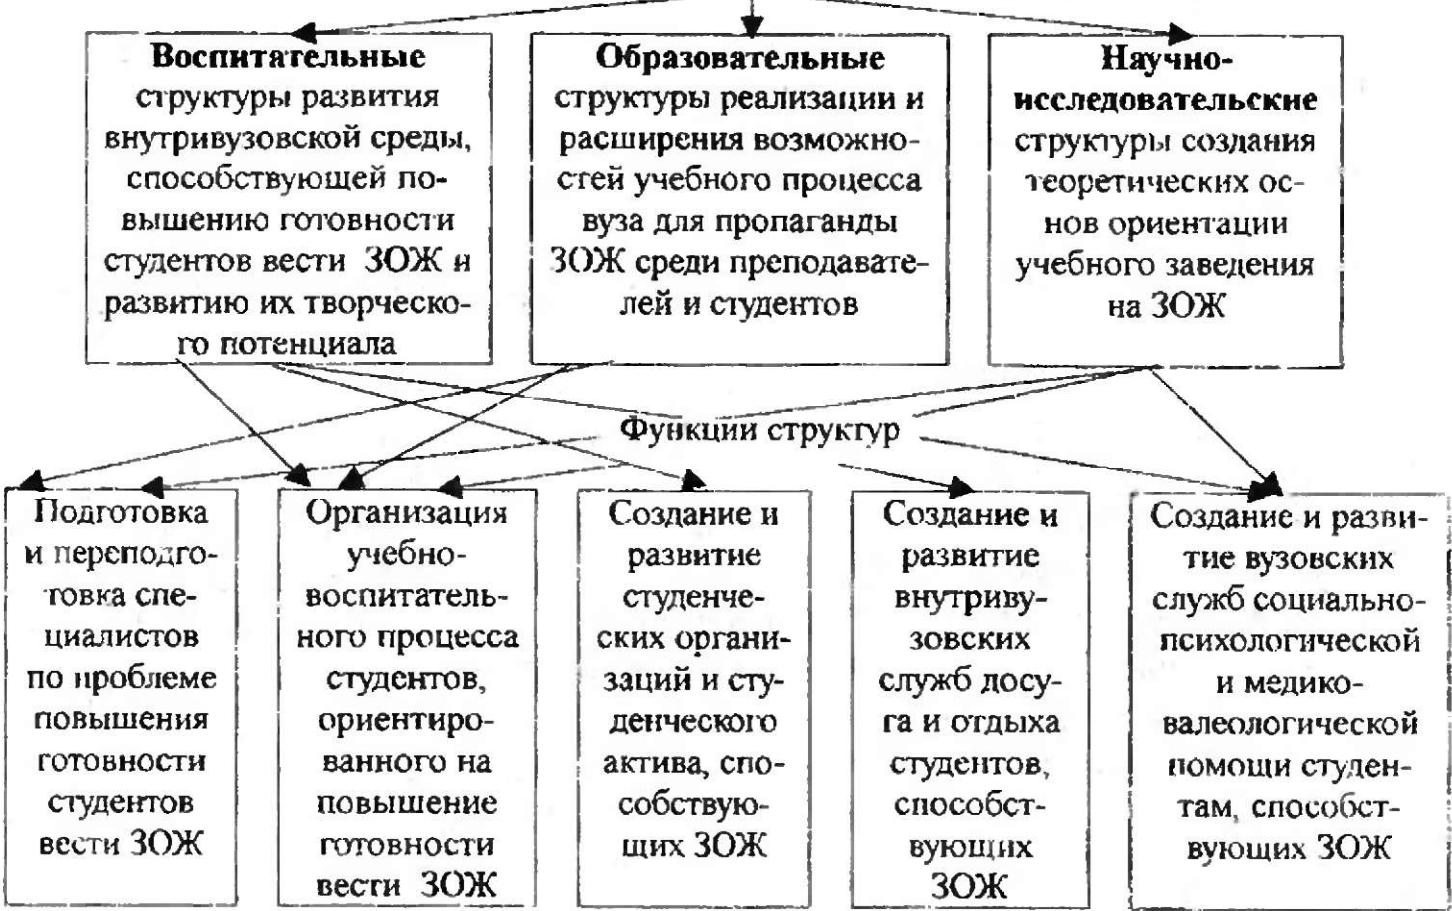 Воспитательные
структуры развития
внутривузовской среды,
способствующей по-
вышению готовности
студентов вести ЗОЖ и
развитию их творческо-
го потенциала
Образовательные
структуры реализации и
расширения возможно-
стей учебного процесса
вуза для пропаганды
ЗОЖ среди преподавате-
лей и студентов
Научно-
исследовательские
структуры создания
теоретических ос-
нов ориентации
учебного заведения
на ЗОЖ
Функции структур
Подготовка
и переподго-
товка спе-
циалистов
по проблеме
повышения
готовности
студентов
вести ЗОЖ
Организация
учебно-
воспитатель-
ного процесса
студентов,
ориентиро-
ванного на
повышение
готовности
вести ЗОЖ
Создание и
развитие
студенче-
ских органи-
заций и сту-
денческого
актива, спо-
собствую-
щих ЗОЖ
Создание и
развитие
внутриву-
зовских
служб досу-
га и отдыха
студентов,
способст-
вующих
ЗОЖ
Создание и разви-
тие вузовских
служб социально-
психологической
и медико-
валеологической
помощи студен-
там, способст-
вующих ЗОЖ